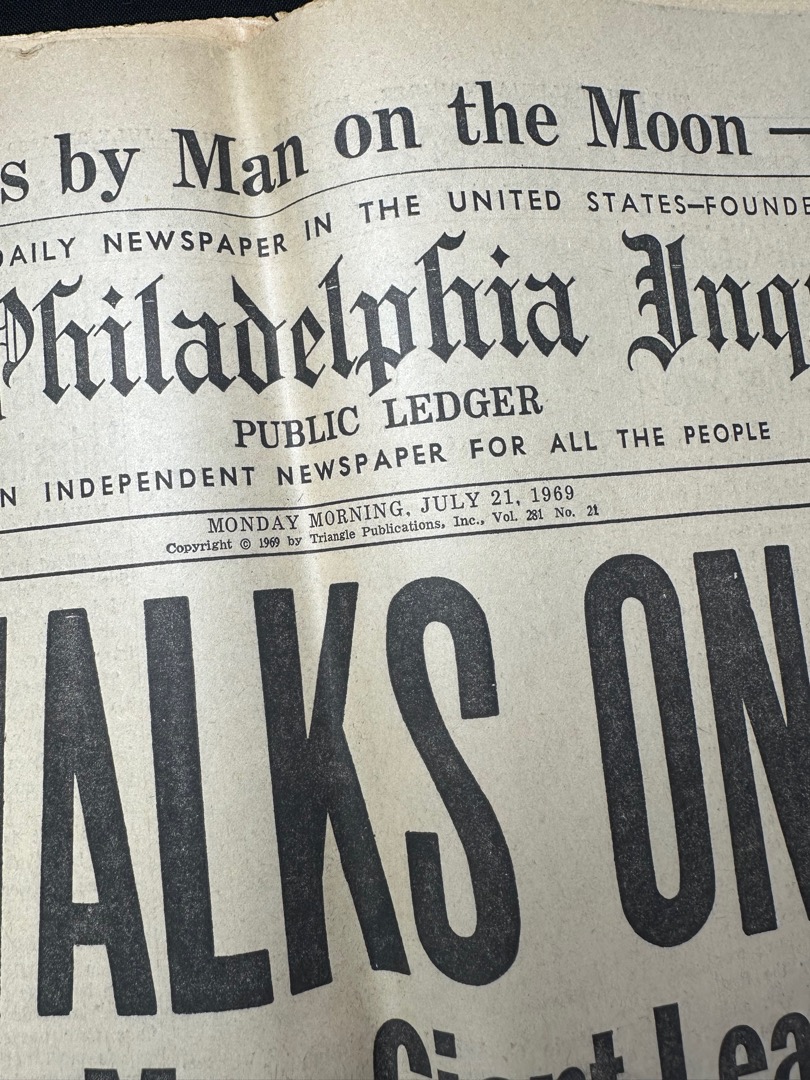 s by Man on the Moon —
DAILY NEWSPAPER IN THE UNITED STATES—FOUNDE
Philadelphia Inq
PUBLIC LEDGER
N INDEPENDENT NEWSPAPER FOR ALL THE PEOPLE
MONDAY MORNING, JULY 21, 1969
Copyright © 1969 by Triangle Publications, Inc., Vol. 281 No. 21
WALKS ON
Giant Lea